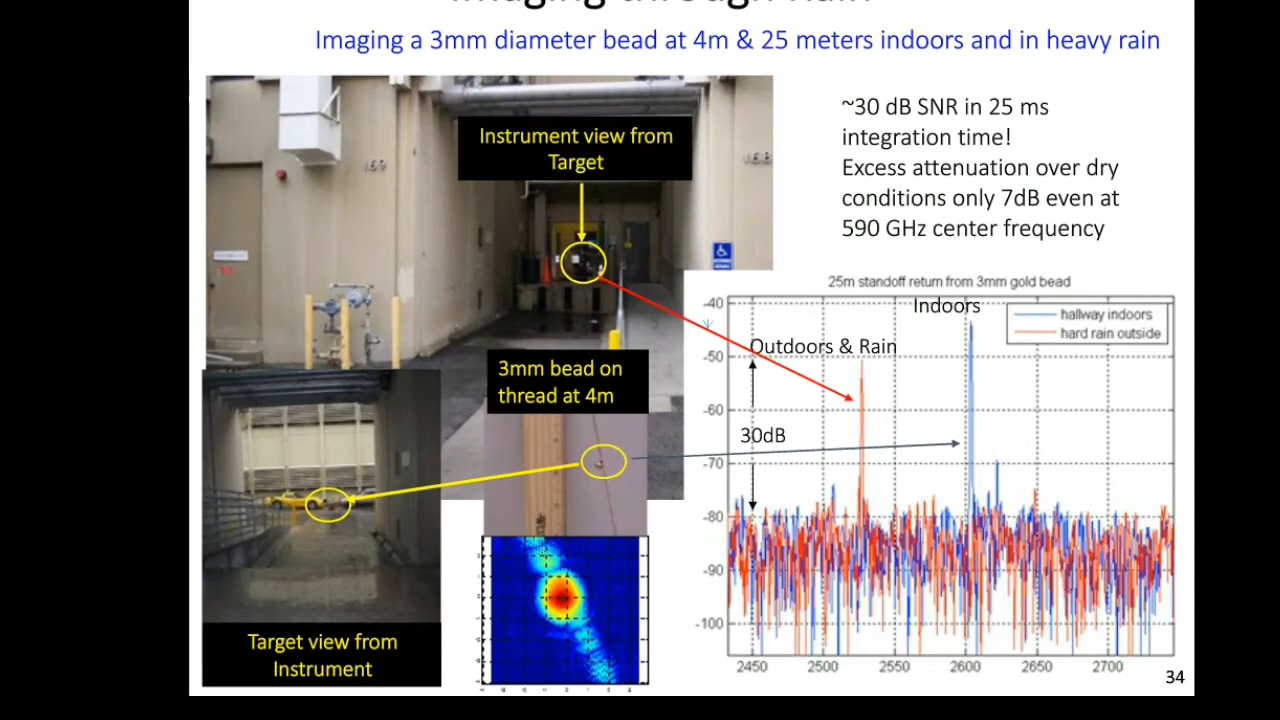 Imaging through Rain
Imaging a 3mm diameter bead at 4m & 25 meters indoors and in heavy rain
~30 dB SNR in 25 ms
integration time!
Excess attenuation over dry
conditions only 7dB even at
590 GHz center frequency
Instrument view from
Target
169
168
3mm bead on
thread at 4m
Target view from
Instrument
25m standoff return from 3mm gold bead
Indoors
hallway indoors
hard rain outside
Outdoors & Rain
30dB
-40
-50
-60
-70
-80
-90
-100
2450 2500 2550 2600 2650 2700
34